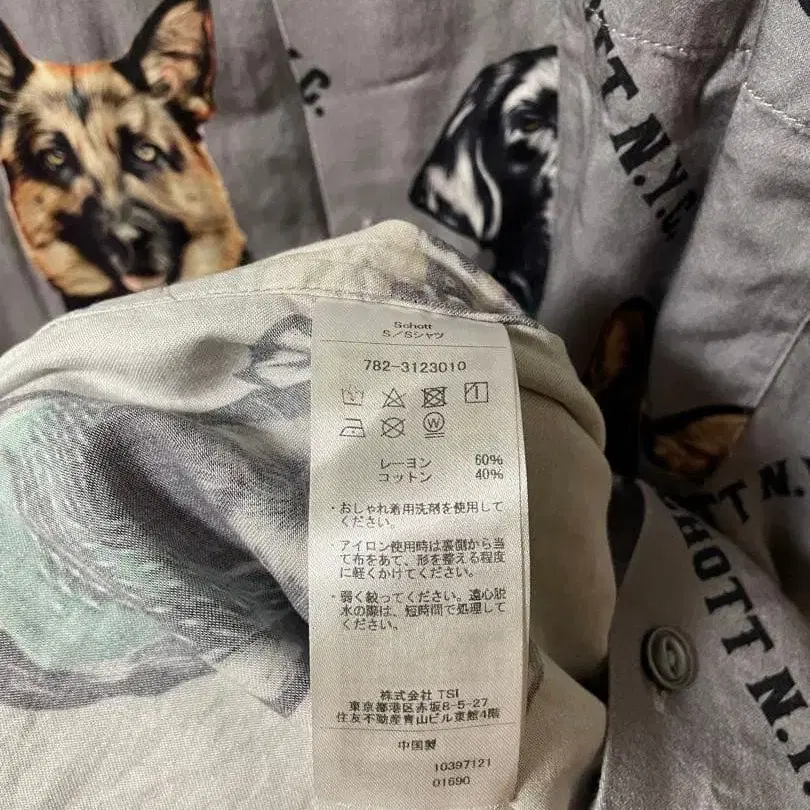 C.
OTT N.Y.C.
Schott
S/Sシャツ
782-3123010
W
レーヨン 60%
コットン 40%
・おしゃれ着用洗剤を使用して
ください。
・アイロン使用時は裏側から当
て布をあて、形を整える程度
に軽くかけてください。
・弱く絞ってください。遠心脱
水の際は、短時間で処理して
ください。
株式会社 TSI
東京都港区赤坂8-5-27
住友不動産青山ビル東館4階
中国製
10397121
01690
TT N.
HOTT N.Y